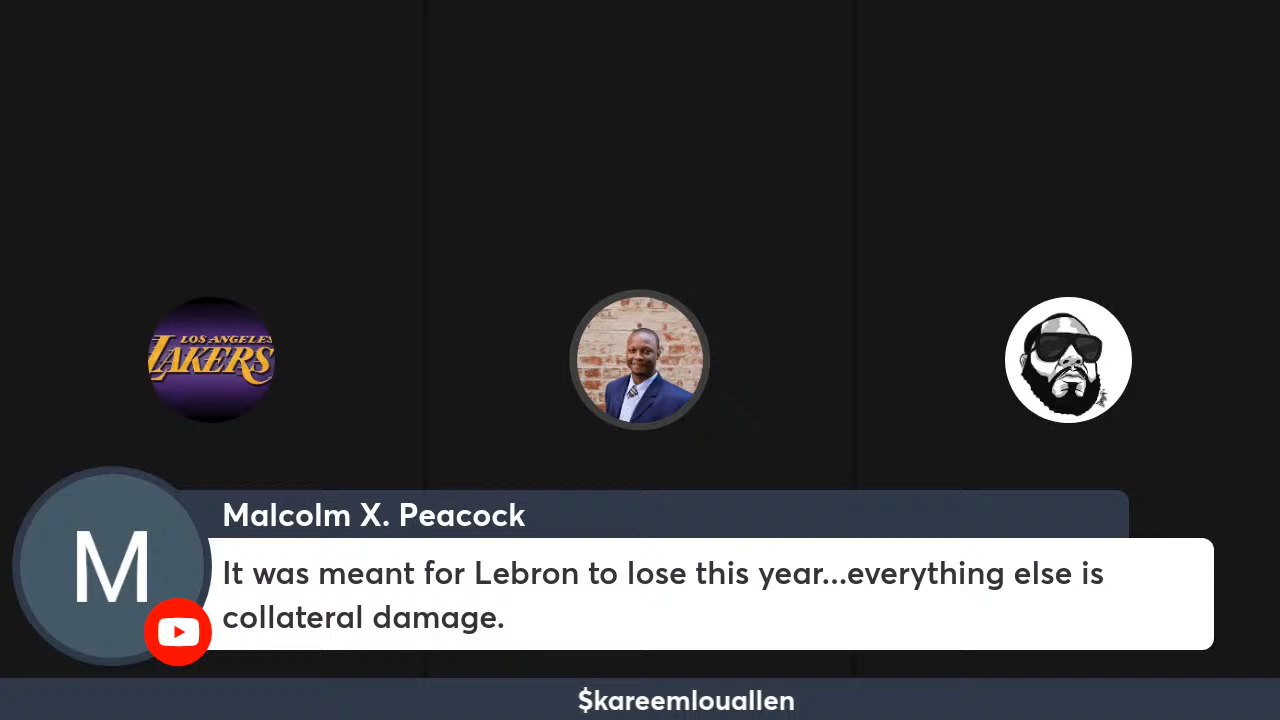 LOS ANGELES
LAKERS
Malcolm X. Peacock
M
It was meant for Lebron to lose this year...everything else is
collateral damage.
$kareemlouallen